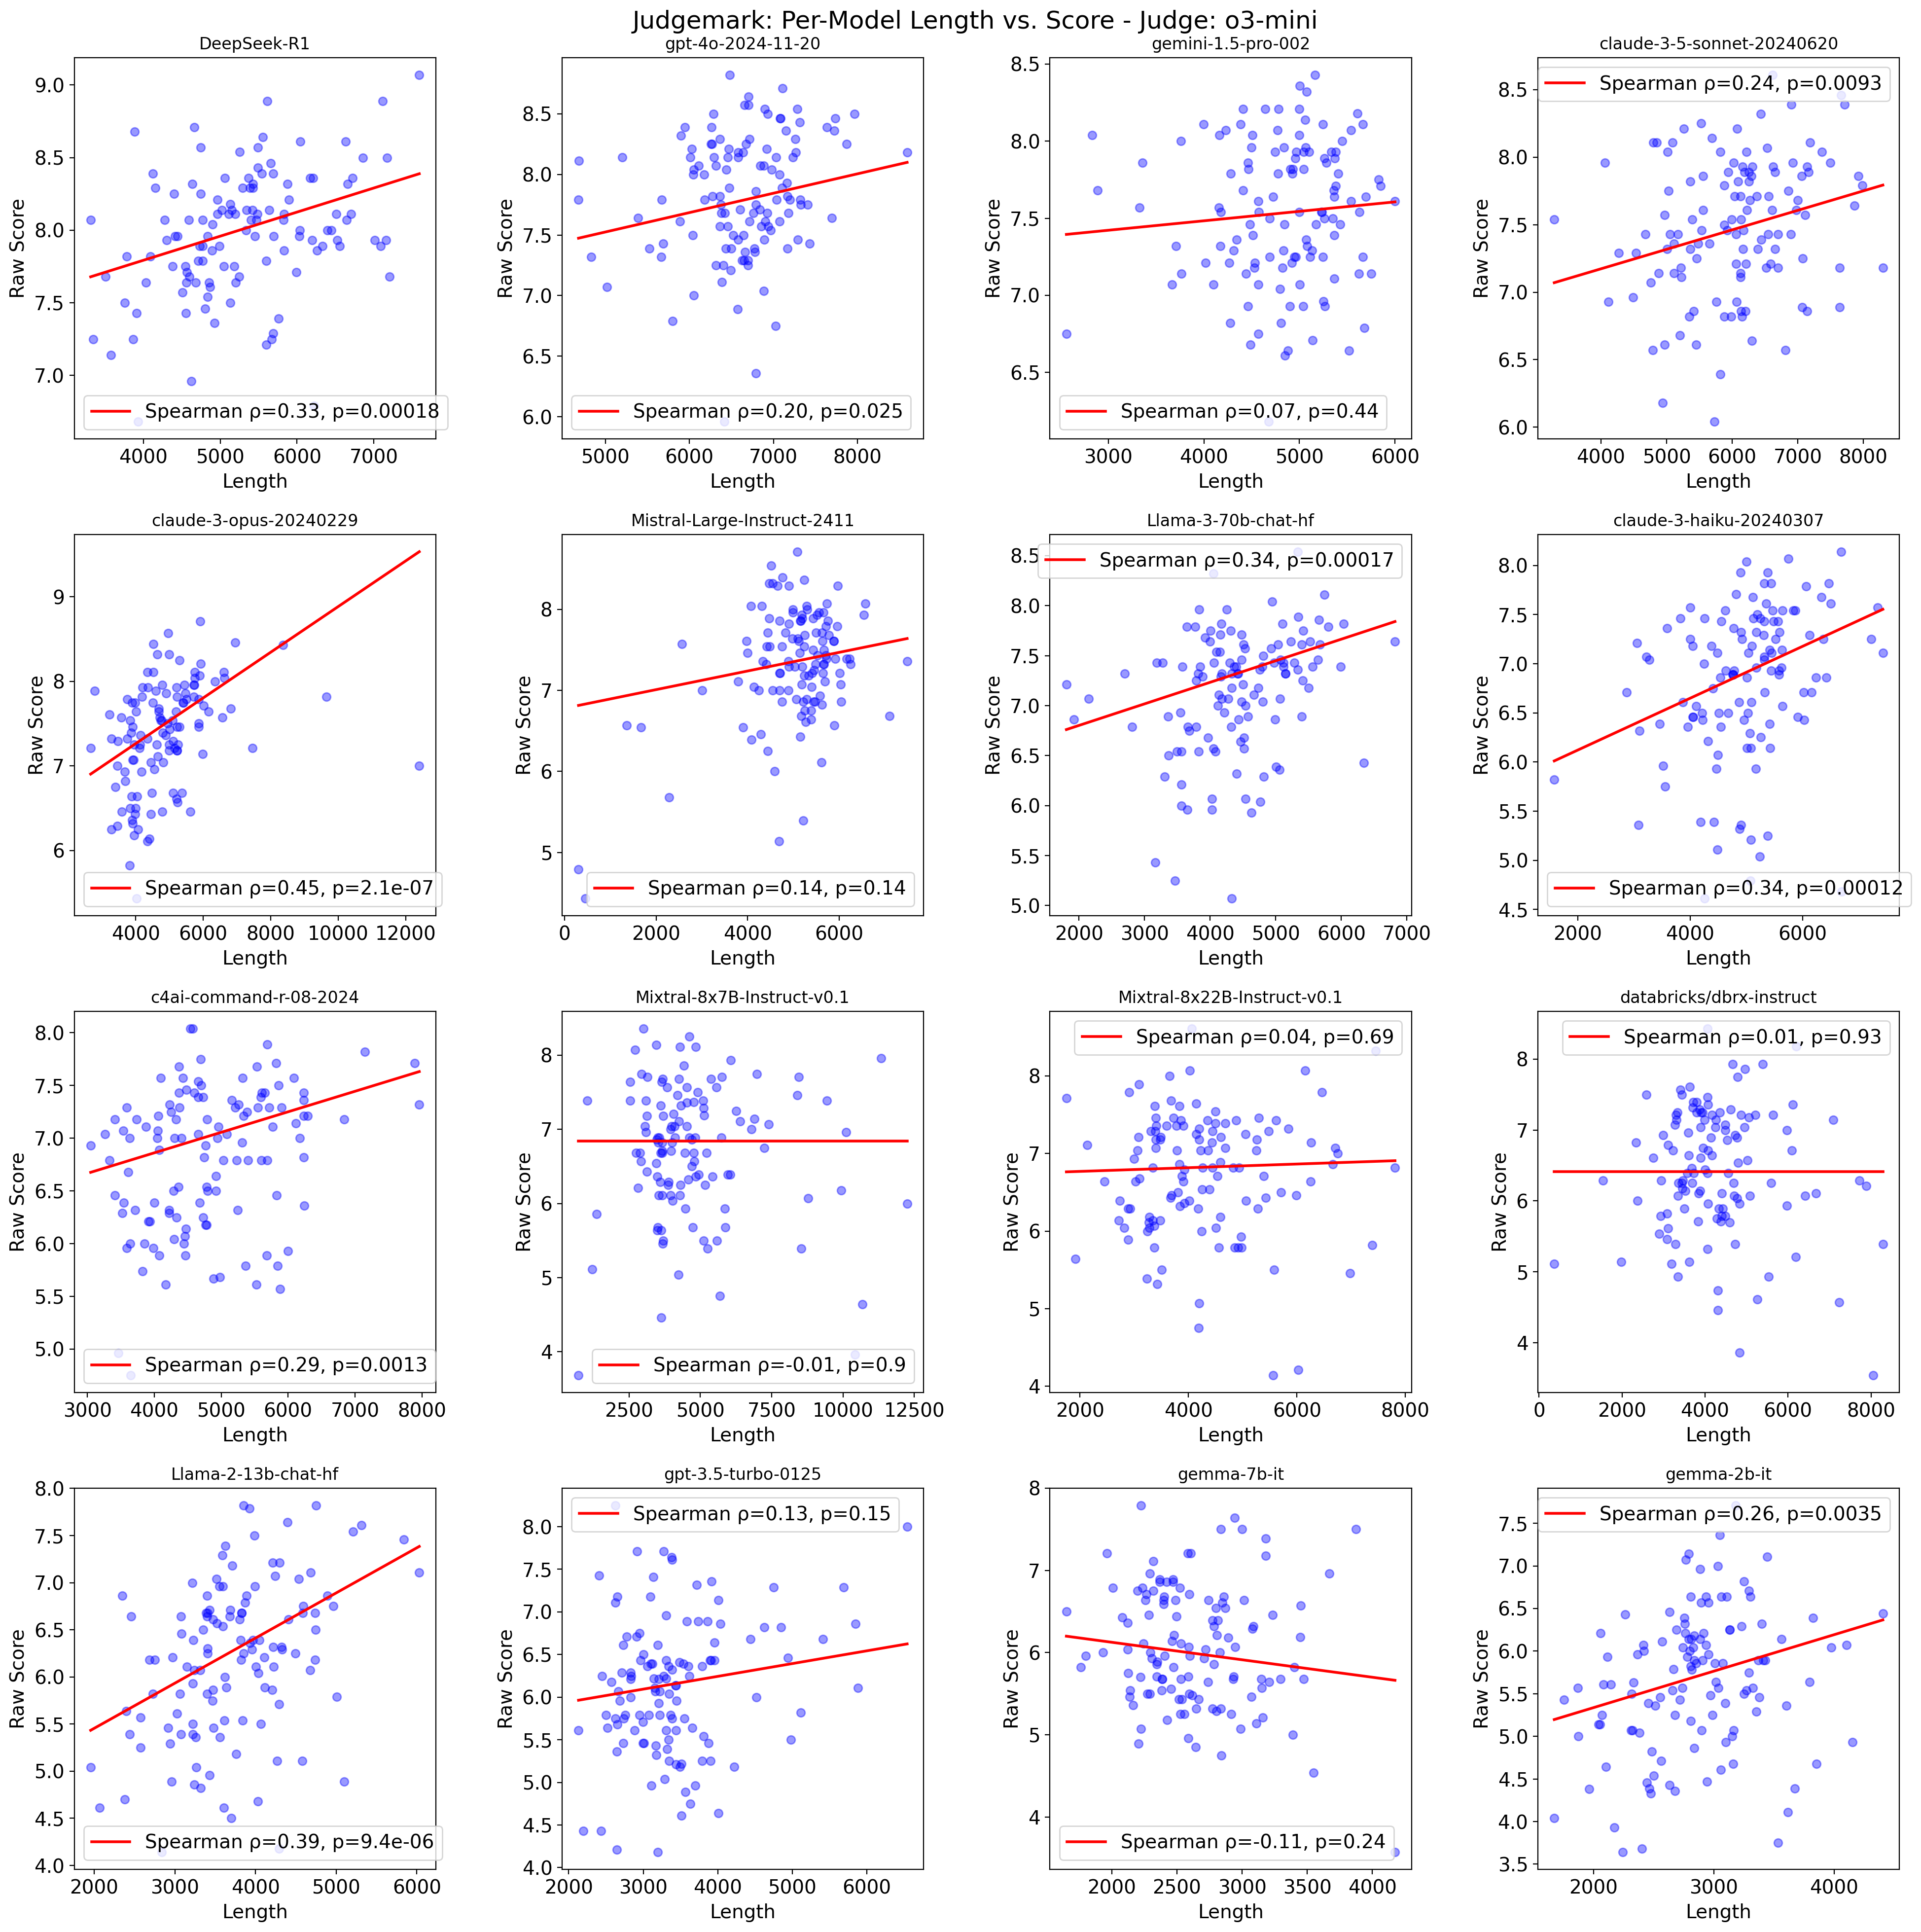 Judgemark: Per-Model Length vs. Score - Judge: o3-mini
DeepSeek-R1
Raw Score
9.0
8.5
8.0
7.5
7.0
Spearman ρ=0.33, p=0.00018
4000 5000 6000 7000
Length
gpt-4o-2024-11-20
Raw Score
8.5
8.0
7.5
7.0
6.5
6.0
Spearman ρ=0.20, p=0.025
5000 6000 7000 8000
Length
gemini-1.5-pro-002
Raw Score
8.5
8.0
7.5
7.0
6.5
Spearman ρ=0.07, p=0.44
3000 4000 5000 6000
Length
claude-3-5-sonnet-20240620
Spearman ρ=0.24, p=0.0093
Raw Score
8.5
8.0
7.5
7.0
6.5
6.0
4000 5000 6000 7000 8000
Length
claude-3-opus-20240229
Raw Score
9
8
7
6
Spearman ρ=0.45, p=2.1e-07
4000 6000 8000 10000 12000
Length
Mistral-Large-Instruct-2411
Raw Score
8
7
6
5
Spearman ρ=0.14, p=0.14
0 2000 4000 6000
Length
Llama-3-70b-chat-hf
Spearman ρ=0.34, p=0.00017
Raw Score
8.5
8.0
7.5
7.0
6.5
6.0
5.5
5.0
2000 3000 4000 5000 6000 7000
Length
claude-3-haiku-20240307
Raw Score
8.0
7.5
7.0
6.5
6.0
5.5
5.0
4.5
Spearman ρ=0.34, p=0.00012
2000 4000 6000
Length
c4ai-command-r-08-2024
Raw Score
8.0
7.5
7.0
6.5
6.0
5.5
5.0
Spearman ρ=0.29, p=0.0013
3000 4000 5000 6000 7000 8000
Length
Mixtral-8x7B-Instruct-v0.1
Raw Score
8
7
6
5
4
Spearman ρ=-0.01, p=0.9
2500 5000 7500 10000 12500
Length
Mixtral-8x22B-Instruct-v0.1
Spearman ρ=0.04, p=0.69
Raw Score
8
7
6
5
4
2000 4000 6000 8000
Length
databricks/dbrx-instruct
Spearman ρ=0.01, p=0.93
Raw Score
8
7
6
5
4
0 2000 4000 6000 8000
Length
Llama-2-13b-chat-hf
Raw Score
8.0
7.5
7.0
6.5
6.0
5.5
5.0
4.5
4.0
Spearman ρ=0.39, p=9.4e-06
2000 3000 4000 5000 6000
Length
gpt-3.5-turbo-0125
Spearman ρ=0.13, p=0.15
Raw Score
8.0
7.5
7.0
6.5
6.0
5.5
5.0
4.5
4.0
2000 3000 4000 5000 6000
Length
gemma-7b-it
Raw Score
8
7
6
5
4
Spearman ρ=-0.11, p=0.24
2000 2500 3000 3500 4000
Length
gemma-2b-it
Spearman ρ=0.26, p=0.0035
Raw Score
7.5
7.0
6.5
6.0
5.5
5.0
4.5
4.0
3.5
2000 3000 4000
Length